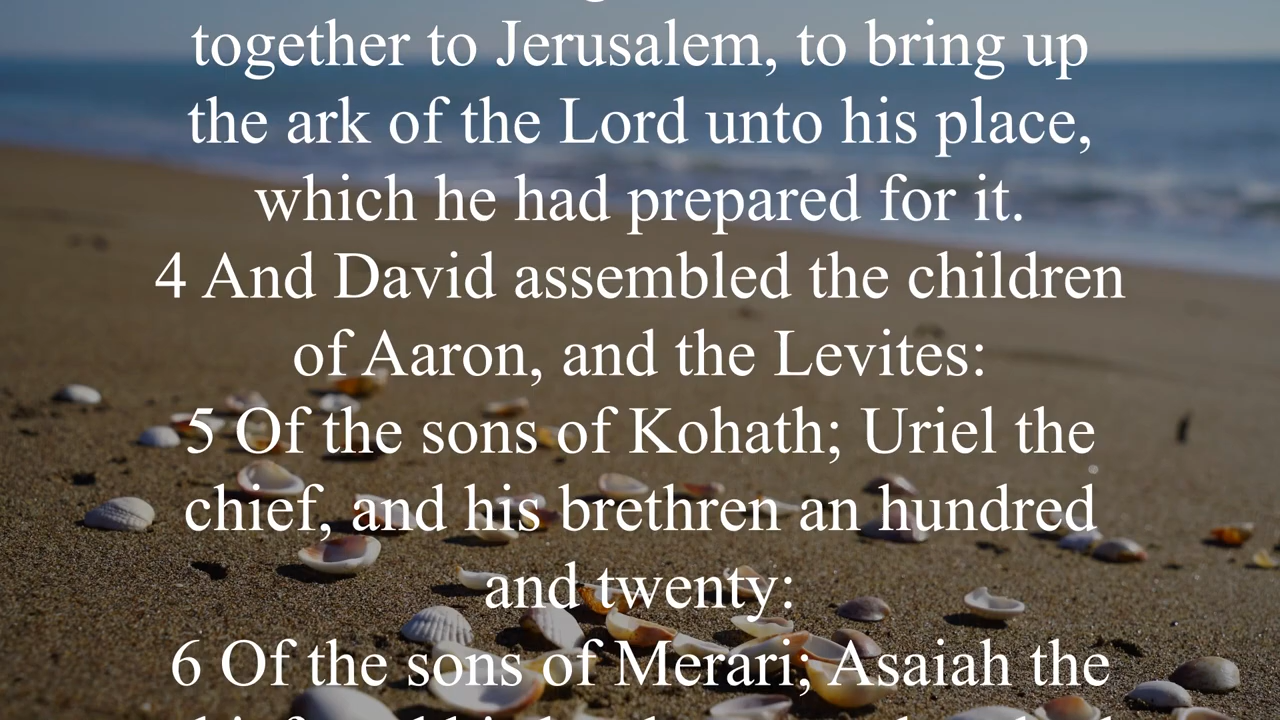 together to Jerusalem, to bring up
the ark of the Lord unto his place,
which he had prepared for it.
4 And David assembled the children
of Aaron, and the Levites:
5 Of the sons of Kohath; Uriel the
chief, and his brethren an hundred
and twenty:
6 Of the sons of Merari; Asaiah the